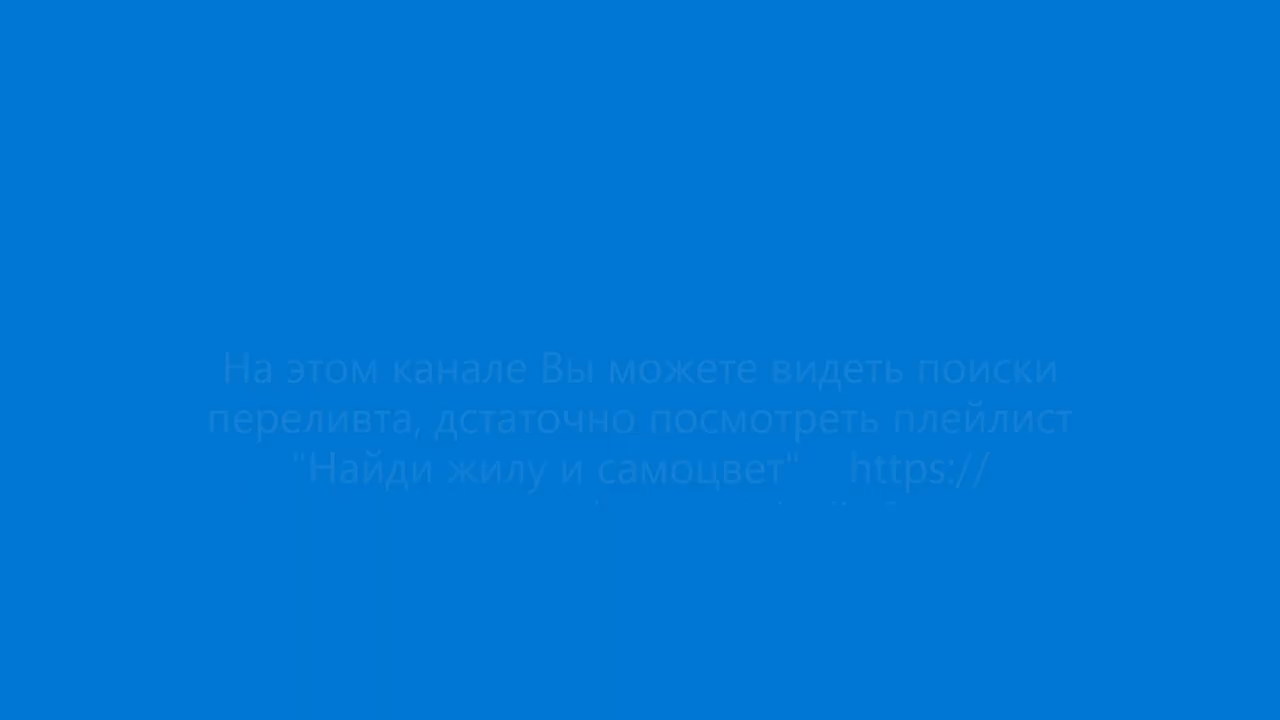 На этом канале Вы можете видеть поиски
переливта, дстаточно посмотреть плейлист
"Найди жилу и самоцвет" https://